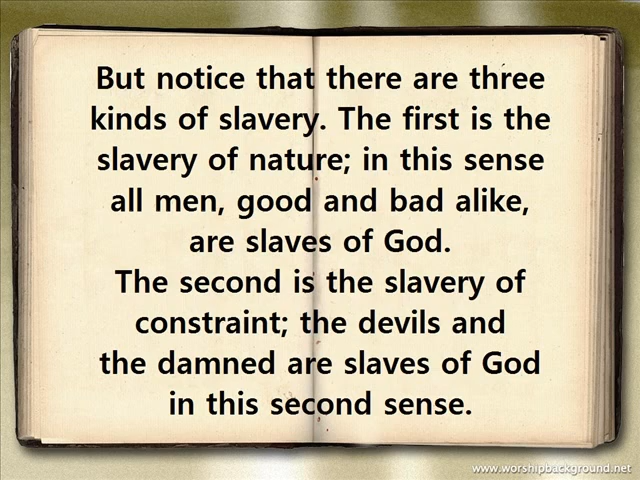 But notice that there are three
kinds of slavery. The first is the
slavery of nature; in this sense
all men, good and bad alike,
are slaves of God.
The second is the slavery of
constraint; the devils and
the damned are slaves of God
in this second sense.
www.worshipbackground.net